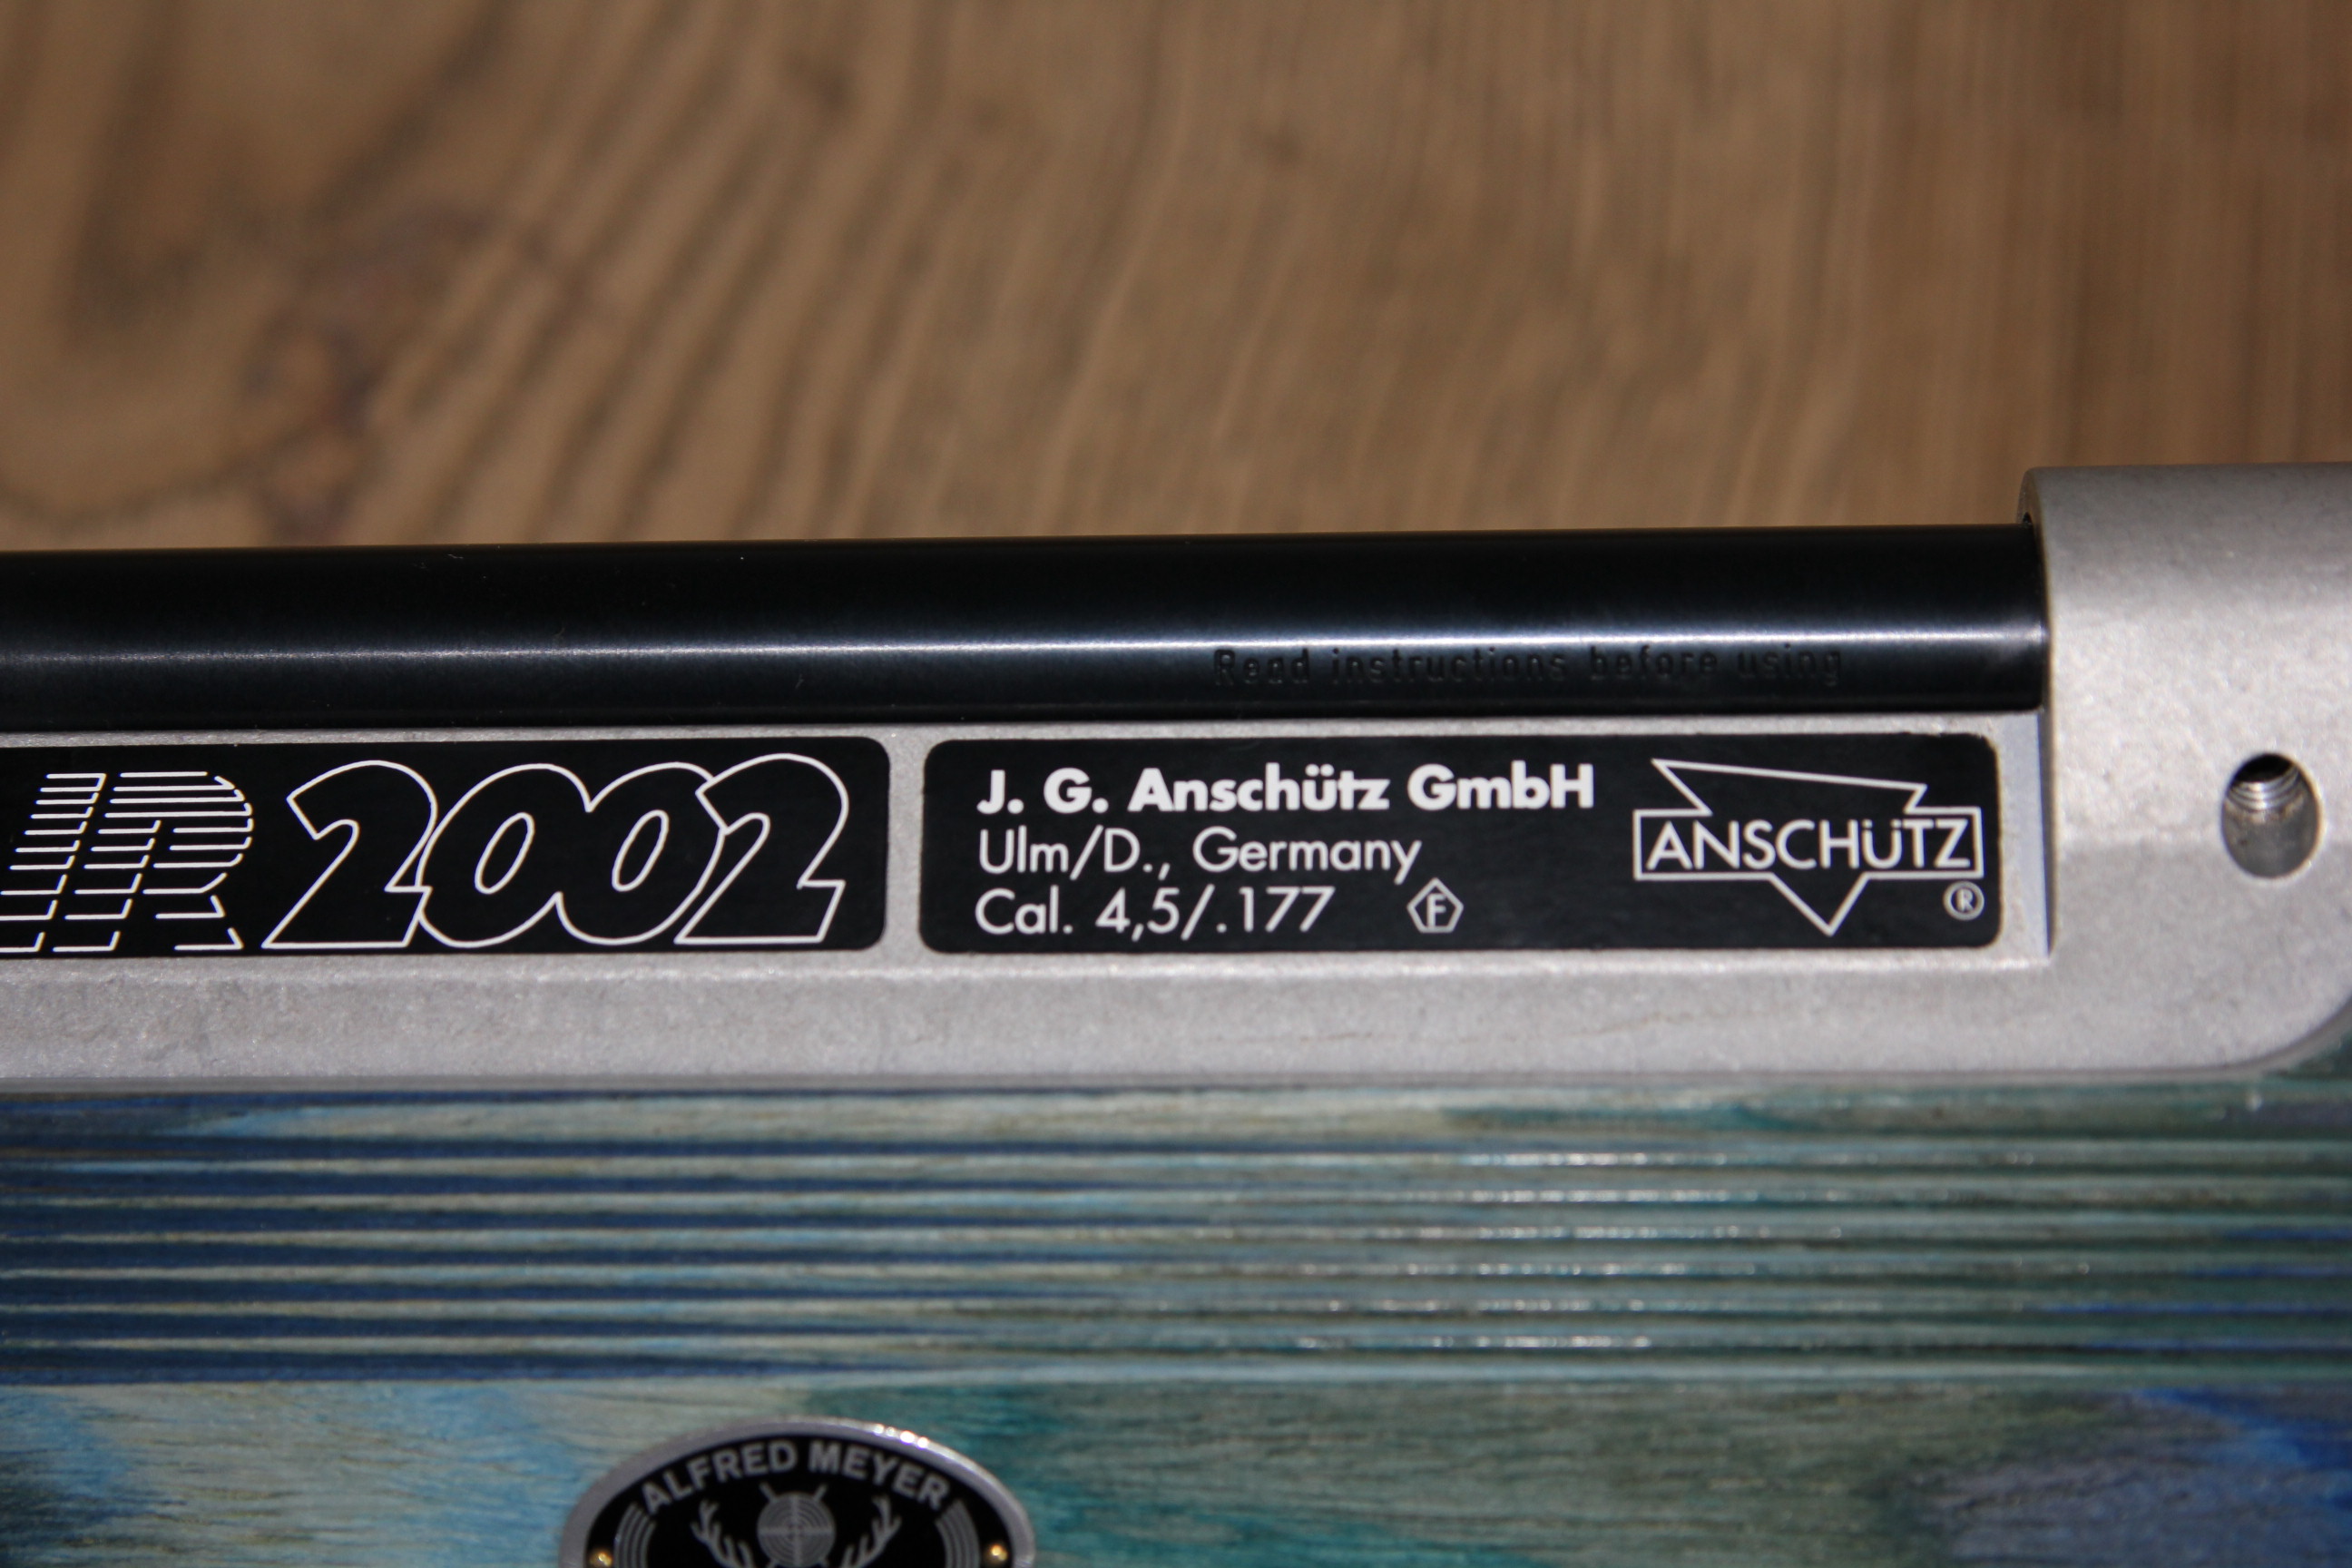 Read instructions before using
R 2002
J. G. Anschütz GmbH
Ulm/D., Germany
Cal. 4,5/.177 F
ANSCHÜTZ ®
ALFRED MEYER